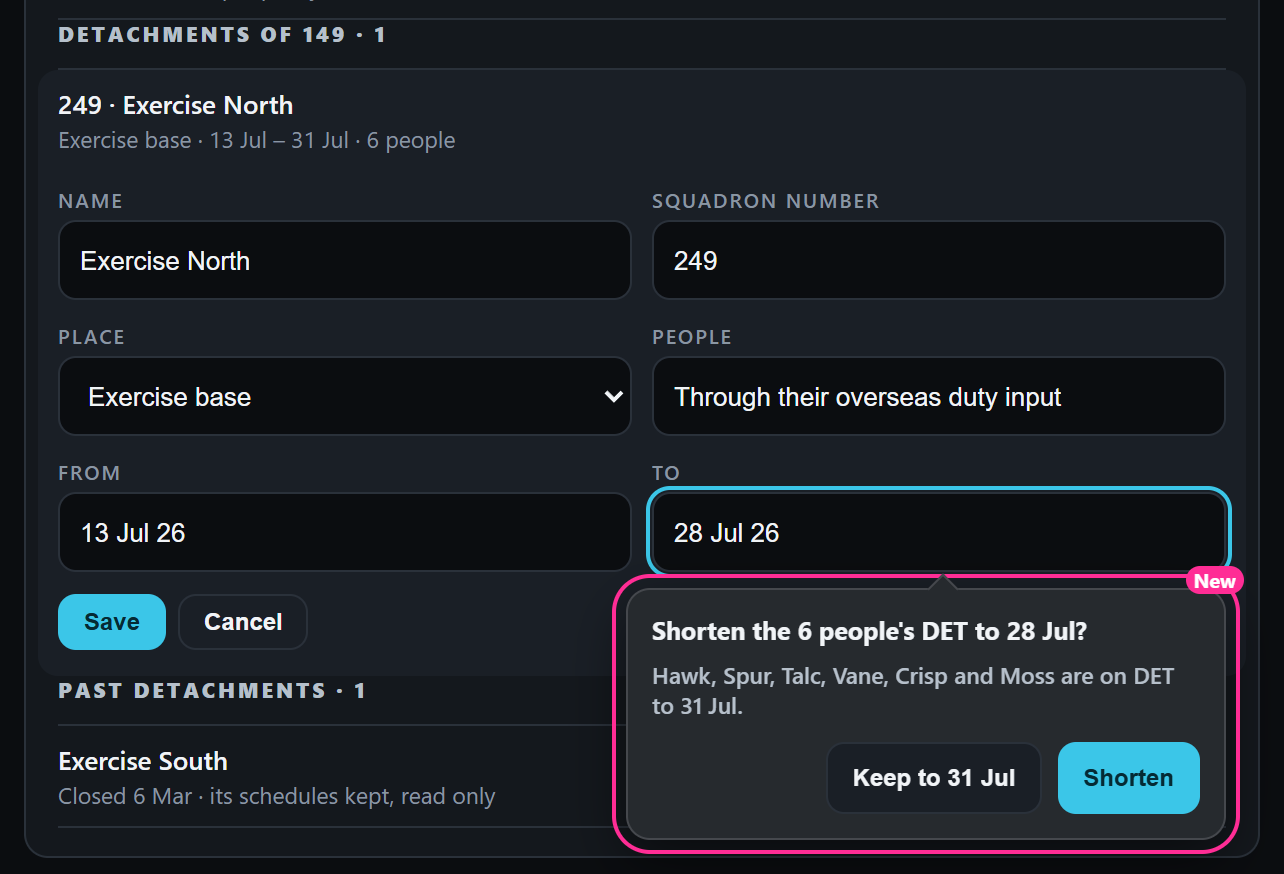 DETACHMENTS OF 149 · 1
249 · Exercise North
Exercise base · 13 Jul – 31 Jul · 6 people
NAME
SQUADRON NUMBER
Exercise North
249
PLACE
PEOPLE
Exercise base
Through their overseas duty input
FROM
TO
13 Jul 26
28 Jul 26
New
Save
Cancel
Shorten the 6 people's DET to 28 Jul?
Hawk, Spur, Talc, Vane, Crisp and Moss are on DET
to 31 Jul.
Keep to 31 Jul
Shorten
PAST DETACHMENTS · 1
Exercise South
Closed 6 Mar · its schedules kept, read only